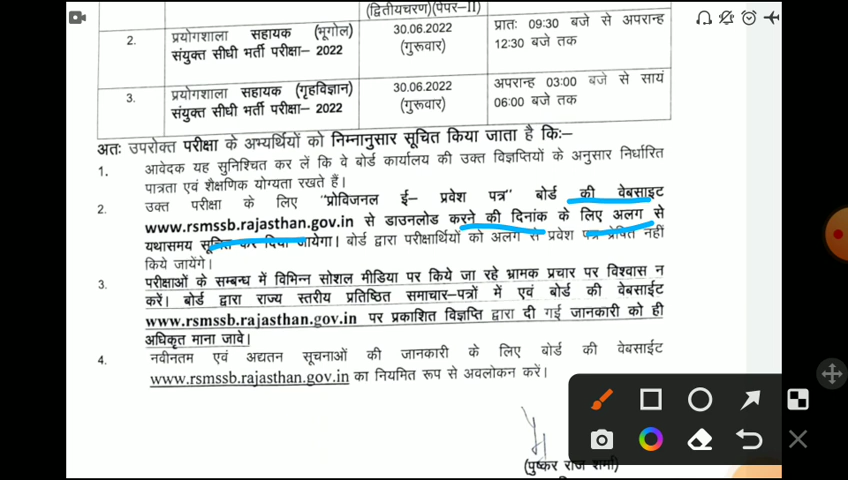 (द्वितीयचरण)(पेपर–II)
2. प्रयोगशाला सहायक (भूगोल) 30.06.2022 प्रातः 09:30 बजे से अपरान्ह
संयुक्त सीधी भर्ती परीक्षा– 2022 (गुरूवार) 12:30 बजे तक
3. प्रयोगशाला सहायक (गृहविज्ञान) 30.06.2022 अपरान्ह 03:00 बजे से सायं
संयुक्त सीधी भर्ती परीक्षा– 2022 (गुरूवार) 06:00 बजे तक
अतः उपरोक्त परीक्षा के अभ्यर्थियों को निम्नानुसार सूचित किया जाता है किः–
1. आवेदक यह सुनिश्चित कर लें कि वे बोर्ड कार्यालय की उक्त विज्ञप्तियों के अनुसार निर्धारित
पात्रता एवं शैक्षणिक योग्यता रखते हैं।
2. उक्त परीक्षा के लिए "प्रोविजनल ई– प्रवेश पत्र" बोर्ड की वेबसाइट
www.rsmssb.rajasthan.gov.in से डाउनलोड करने की दिनांक के लिए अलग से
यथासमय सूचित कर दिया जायेगा। बोर्ड द्वारा परीक्षार्थियों को अलग से प्रवेश पत्र प्रेषित नहीं
किये जायेंगे।
3. परीक्षाओं के सम्बन्ध में विभिन्न सोशल मीडिया पर किये जा रहे भ्रामक प्रचार पर विश्वास न
करें। बोर्ड द्वारा राज्य स्तरीय प्रतिष्ठित समाचार–पत्रों में एवं बोर्ड की वेबसाईट
www.rsmssb.rajasthan.gov.in पर प्रकाशित विज्ञप्ति द्वारा दी गई जानकारी को ही
अधिकृत माना जावे।
4. नवीनतम एवं अद्यतन सूचनाओं की जानकारी के लिए बोर्ड की वेबसाईट
www.rsmssb.rajasthan.gov.in का नियमित रूप से अवलोकन करें।
(पुष्कर राज शर्मा)